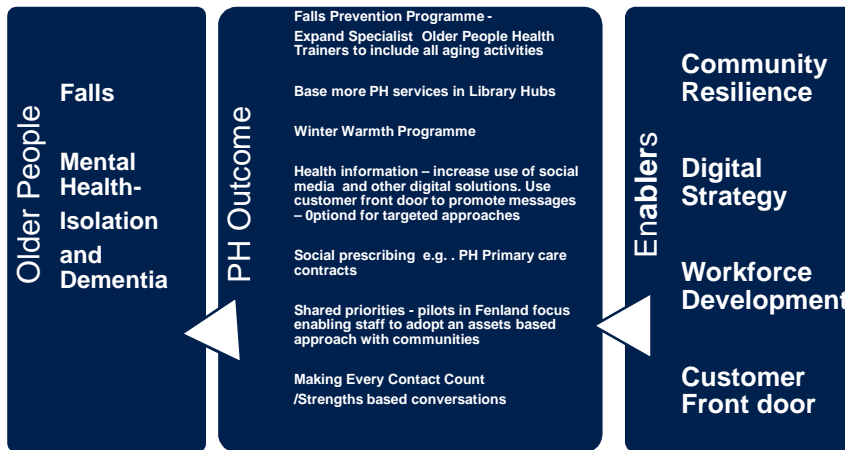 Older People
Falls
Mental
Health-
Isolation
and
Dementia
PH Outcome
Falls Prevention Programme -
Expand Specialist Older People Health
Trainers to include all aging activities
Base more PH services in Library Hubs
Winter Warmth Programme
Health information – increase use of social
media and other digital solutions. Use
customer front door to promote messages
– 0ptiond for targeted approaches
Social prescribing e.g. . PH Primary care
contracts
Shared priorities - pilots in Fenland focus
enabling staff to adopt an assets based
approach with communities
Making Every Contact Count
/Strengths based conversations
Enablers
Community
Resilience
Digital
Strategy
Workforce
Development
Customer
Front door